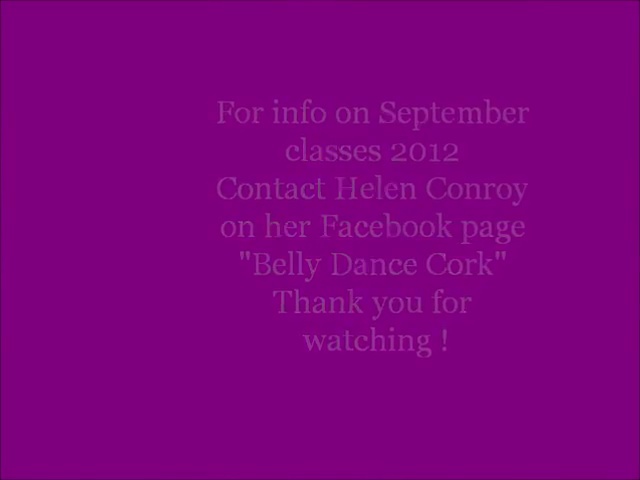 For info on September
classes 2012
Contact Helen Conroy
on her Facebook page
"Belly Dance Cork"
Thank you for
watching !